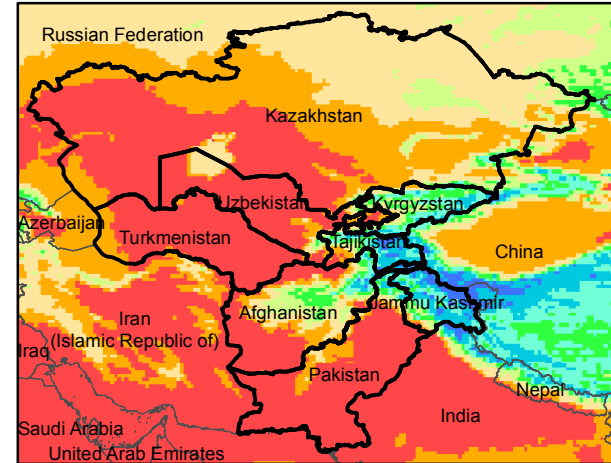 Russian Federation
Kazakhstan
Uzbekistan
Kyrgyzstan
Azerbaijan
Turkmenistan
Tajikistan
China
Afghanistan
Jammu Kashmir
Iran
(Islamic Republic of)
Iraq
Pakistan
Nepal
India
Saudi Arabia
United Arab Emirates